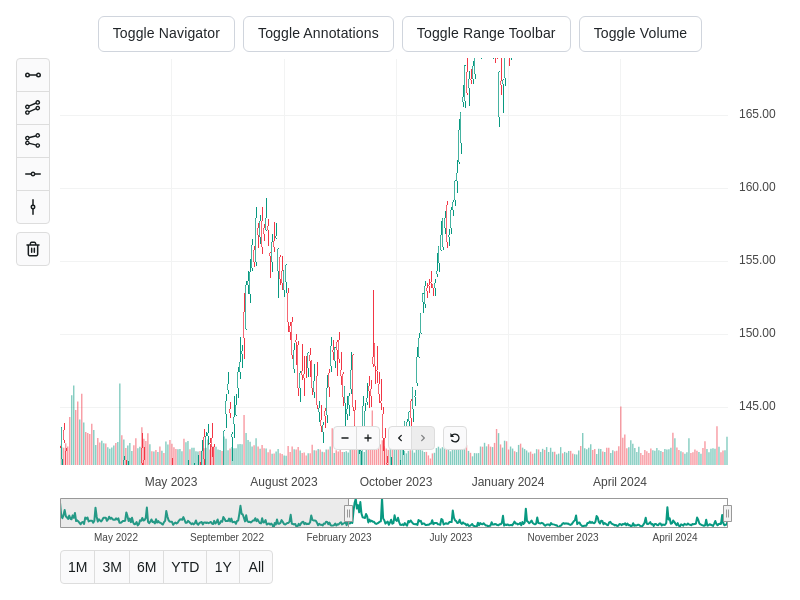 Toggle Navigator Toggle Annotations Toggle Range Toolbar Toggle Volume
165.00
160.00
155.00
150.00
145.00
May 2023 August 2023 October 2023 January 2024 April 2024
May 2022 September 2022 February 2023 July 2023 November 2023 April 2024
1M 3M 6M YTD 1Y All